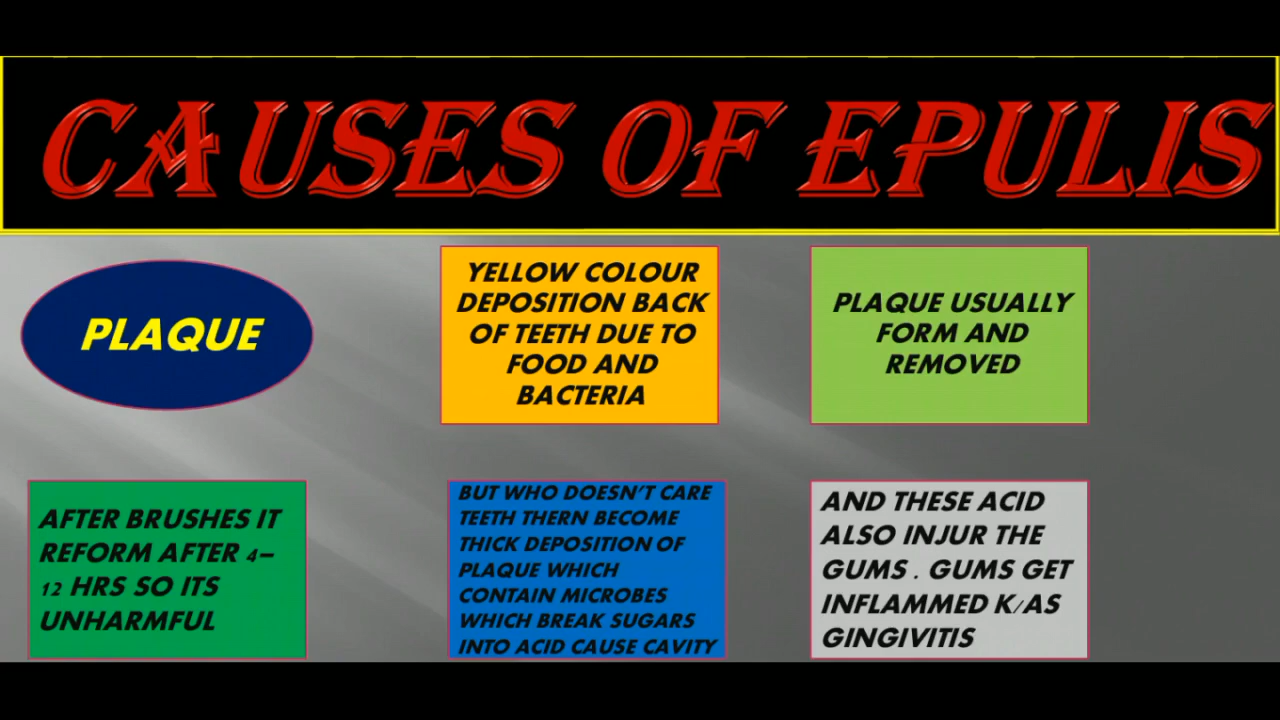 CAUSES OF EPULIS
PLAQUE
YELLOW COLOUR
DEPOSITION BACK
OF TEETH DUE TO
FOOD AND
BACTERIA
PLAQUE USUALLY
FORM AND
REMOVED
AFTER BRUSHES IT
REFORM AFTER 4–
12 HRS SO ITS
UNHARMFUL
BUT WHO DOESN'T CARE
TEETH THERN BECOME
THICK DEPOSITION OF
PLAQUE WHICH
CONTAIN MICROBES
WHICH BREAK SUGARS
INTO ACID CAUSE CAVITY
AND THESE ACID
ALSO INJUR THE
GUMS . GUMS GET
INFLAMMED K/AS
GINGIVITIS